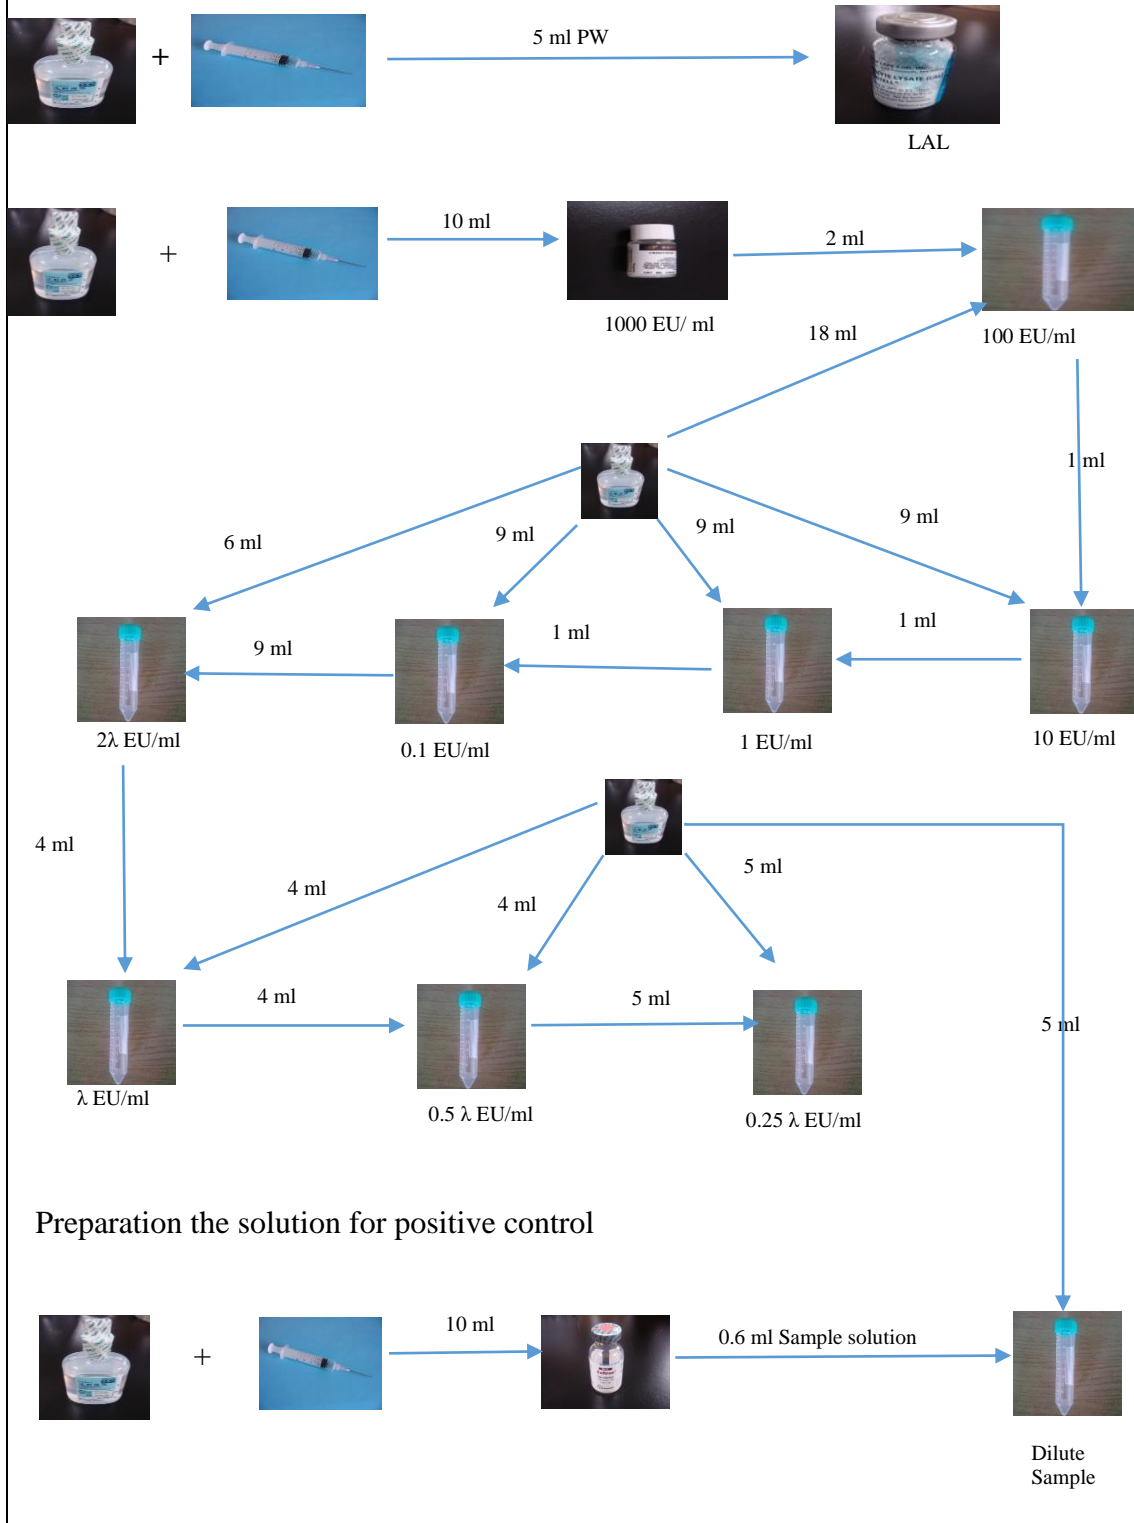 +
5 ml PW
LAL
+
10 ml
2 ml
1000 EU/ ml
18 ml
100 EU/ml
1 ml
6 ml
9 ml
9 ml
9 ml
9 ml
1 ml
1 ml
2λ EU/ml
0.1 EU/ml
1 EU/ml
10 EU/ml
4 ml
4 ml
4 ml
5 ml
4 ml
5 ml
5 ml
λ EU/ml
0.5 λ EU/ml
0.25 λ EU/ml
Preparation the solution for positive control
+
10 ml
0.6 ml Sample solution
Dilute
Sample